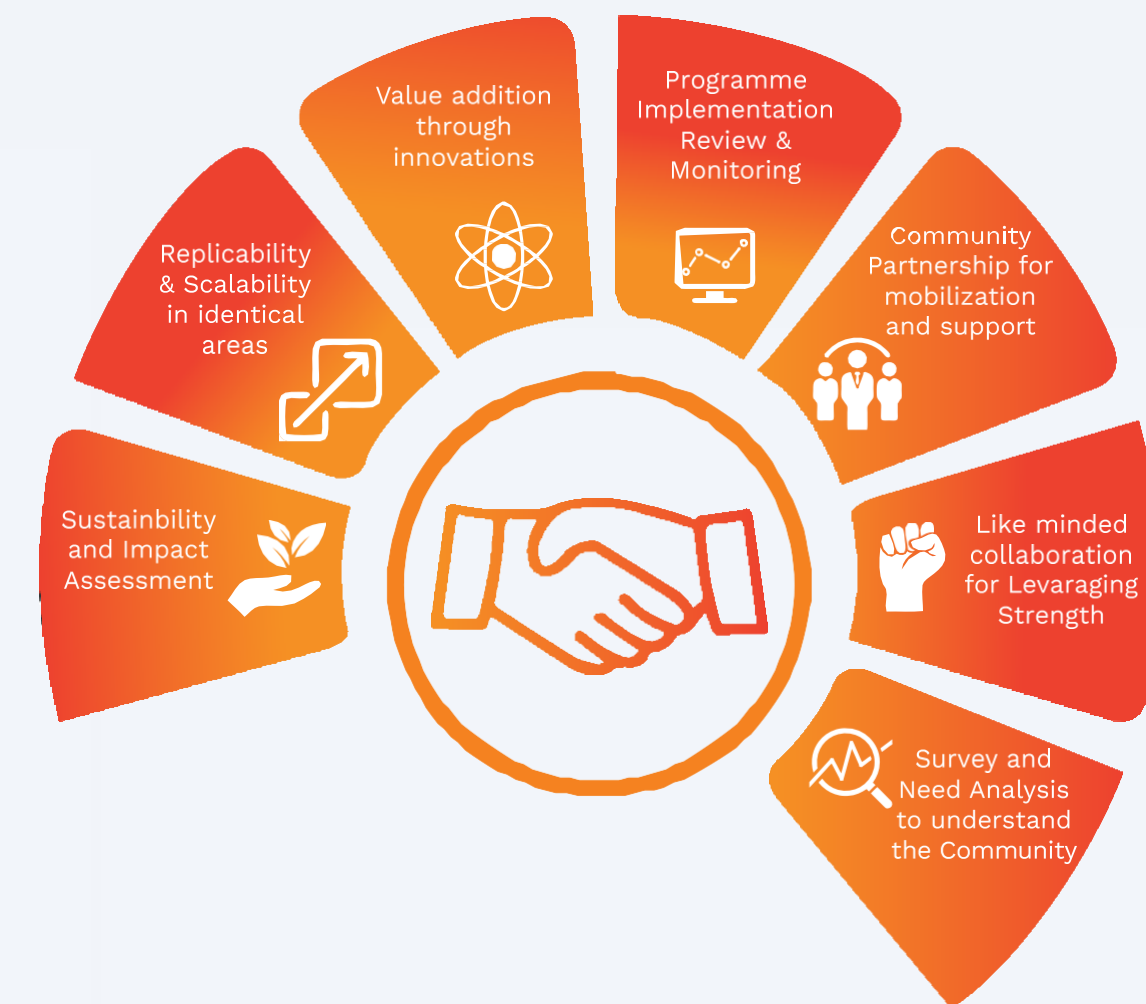 Value addition
through
innovations
Programme
Implementation
Review &
Monitoring
Replicability
& Scalability
in identical
areas
Community
Partnership for
mobilization
and support
Sustainbility
and Impact
Assessment
Like minded
collaboration
for Levaraging
Strength
Survey and
Need Analysis
to understand
the Community